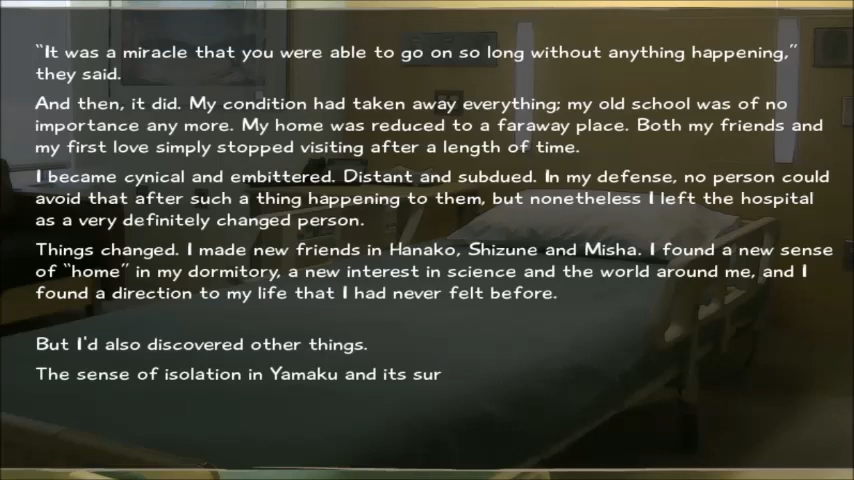 “It was a miracle that you were able to go on so long without anything happening,”
they said.
And then, it did. My condition had taken away everything; my old school was of no
importance any more. My home was reduced to a faraway place. Both my friends and
my first love simply stopped visiting after a length of time.
I became cynical and embittered. Distant and subdued. In my defense, no person could
avoid that after such a thing happening to them, but nonetheless I left the hospital
as a very definitely changed person.
Things changed. I made new friends in Hanako, Shizune and Misha. I found a new sense
of “home” in my dormitory, a new interest in science and the world around me, and I
found a direction to my life that I had never felt before.
But I'd also discovered other things.
The sense of isolation in Yamaku and its sur